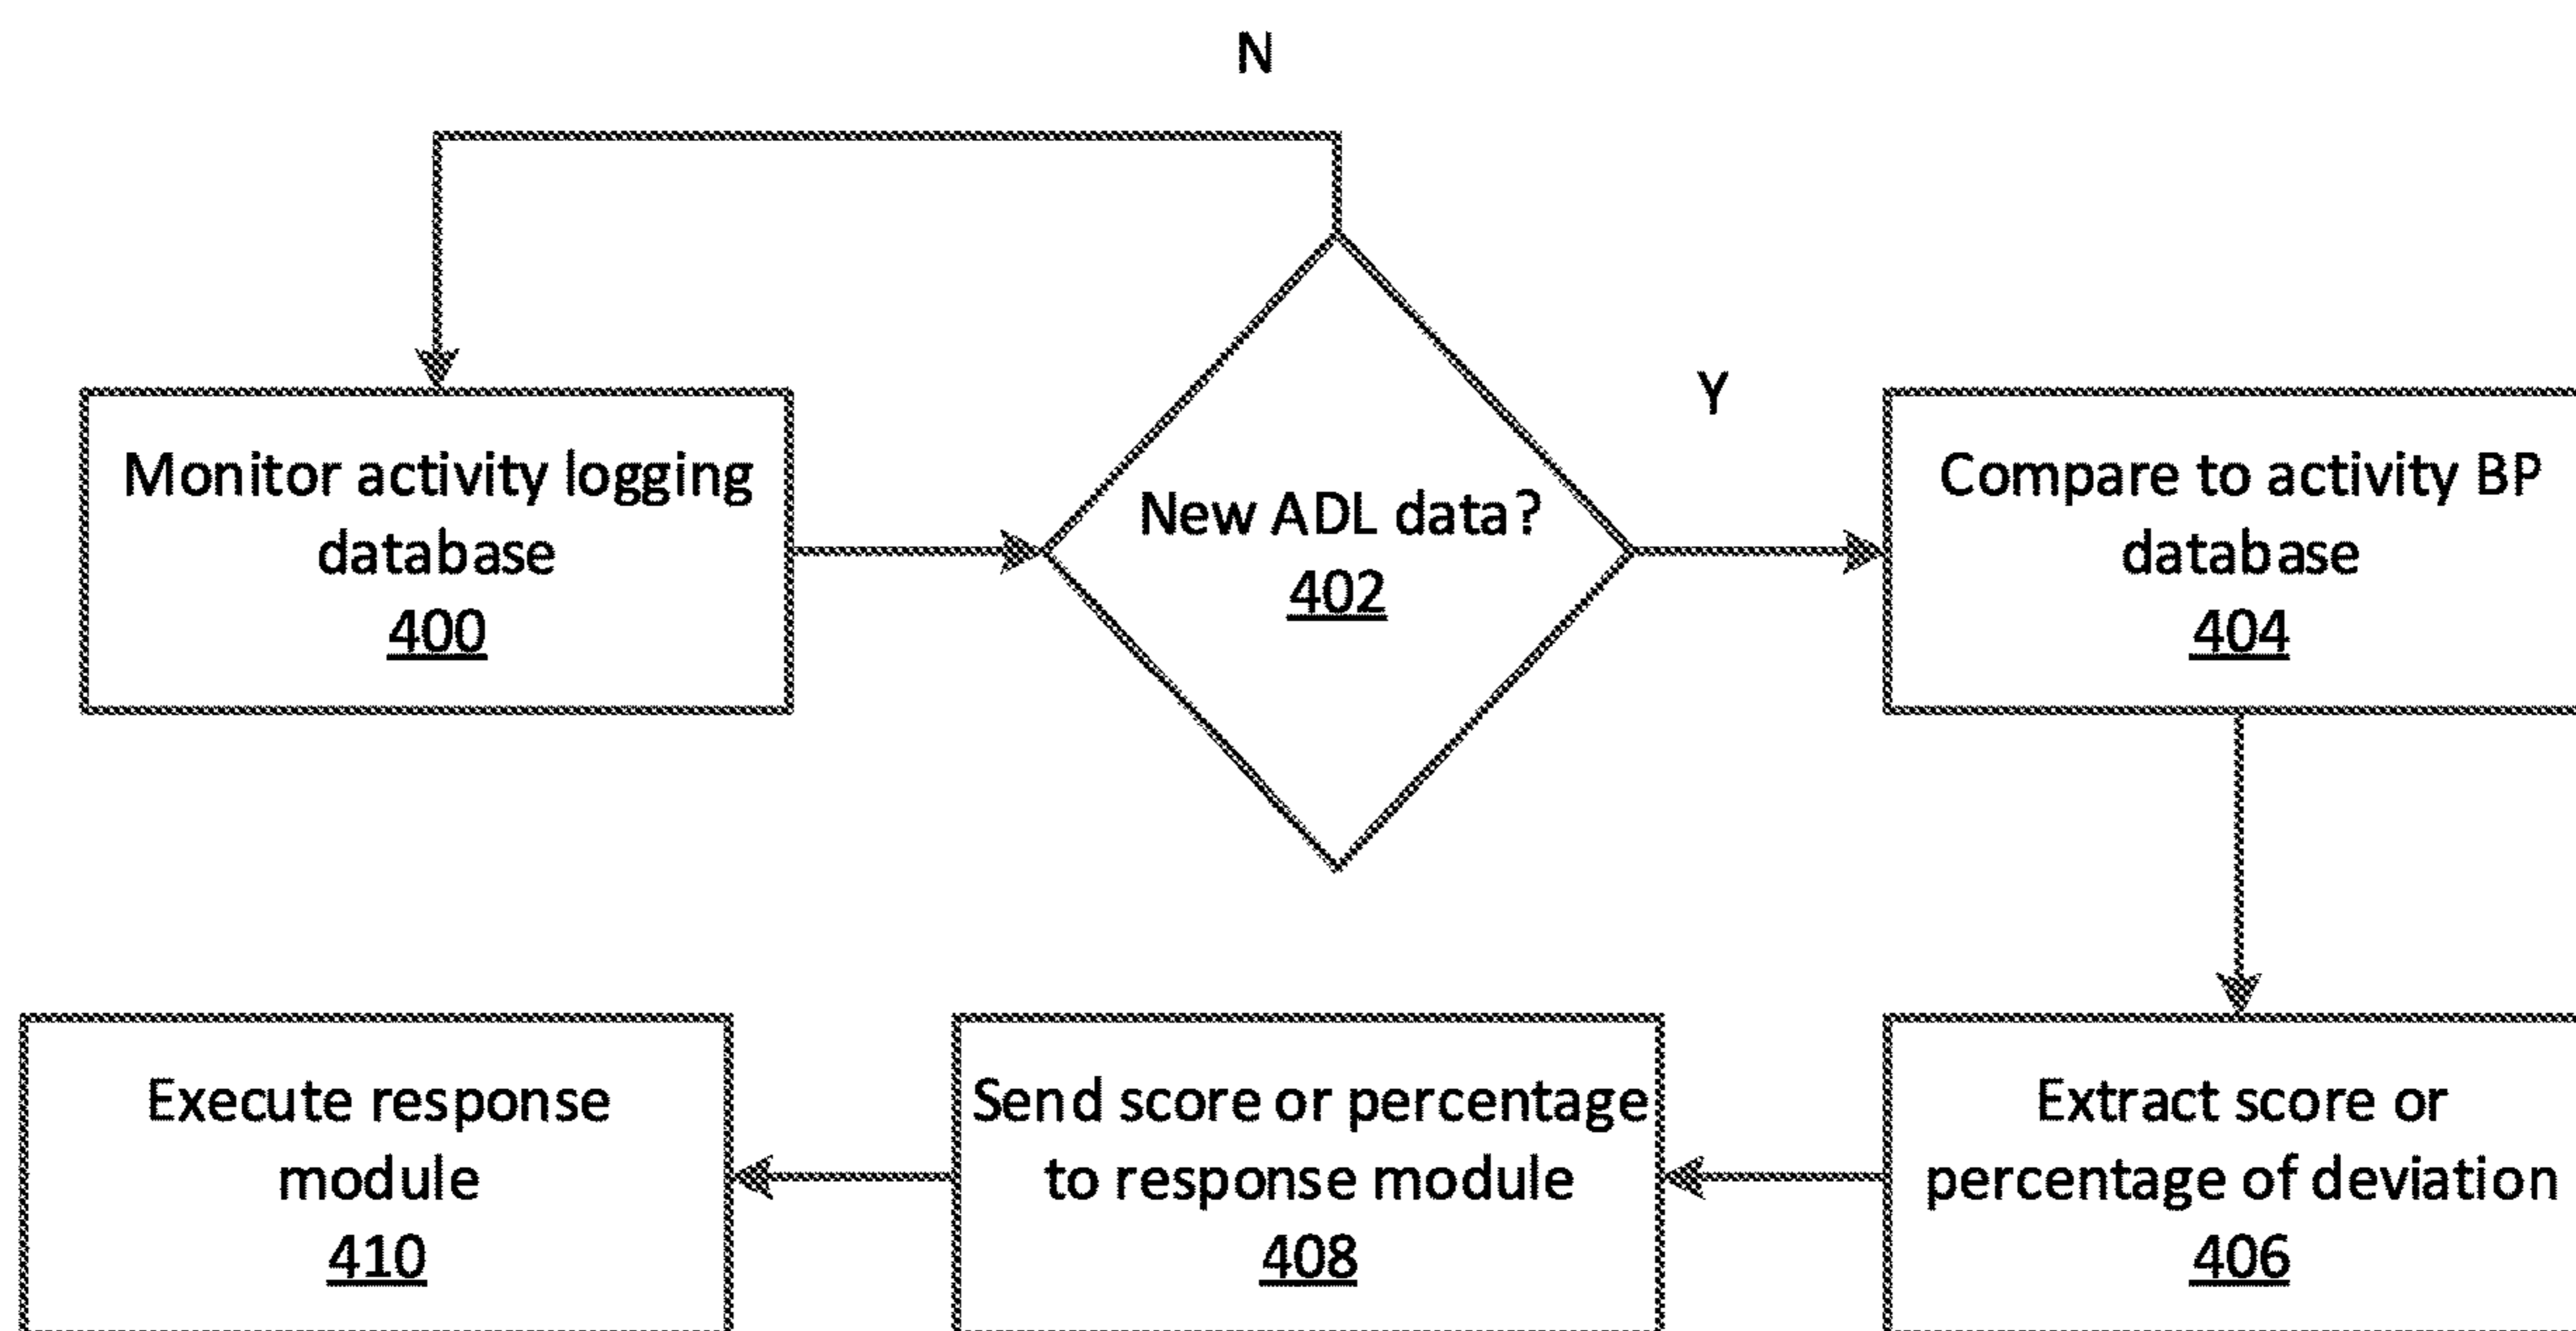 N
Y
Monitor activity logging
database
400
New ADL data?
402
Compare to activity BP
database
404
Execute response
module
410
Send score or percentage
to response module
408
Extract score or
percentage of deviation
406